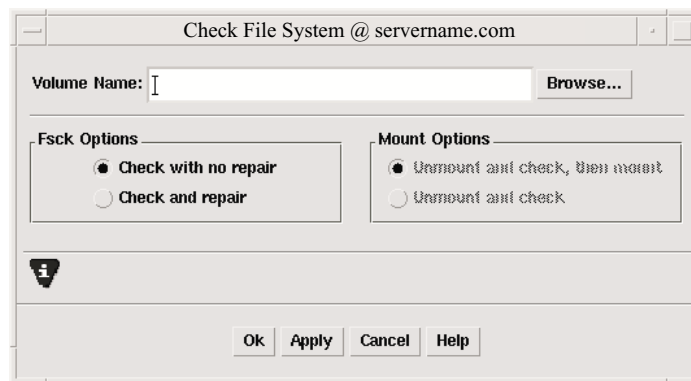 Check File System @ servername.com
Volume Name:
Browse...
Fsck Options
Check with no repair
Check and repair
Mount Options
Unmount and check, then mount
Unmount and check
Ok
Apply
Cancel
Help